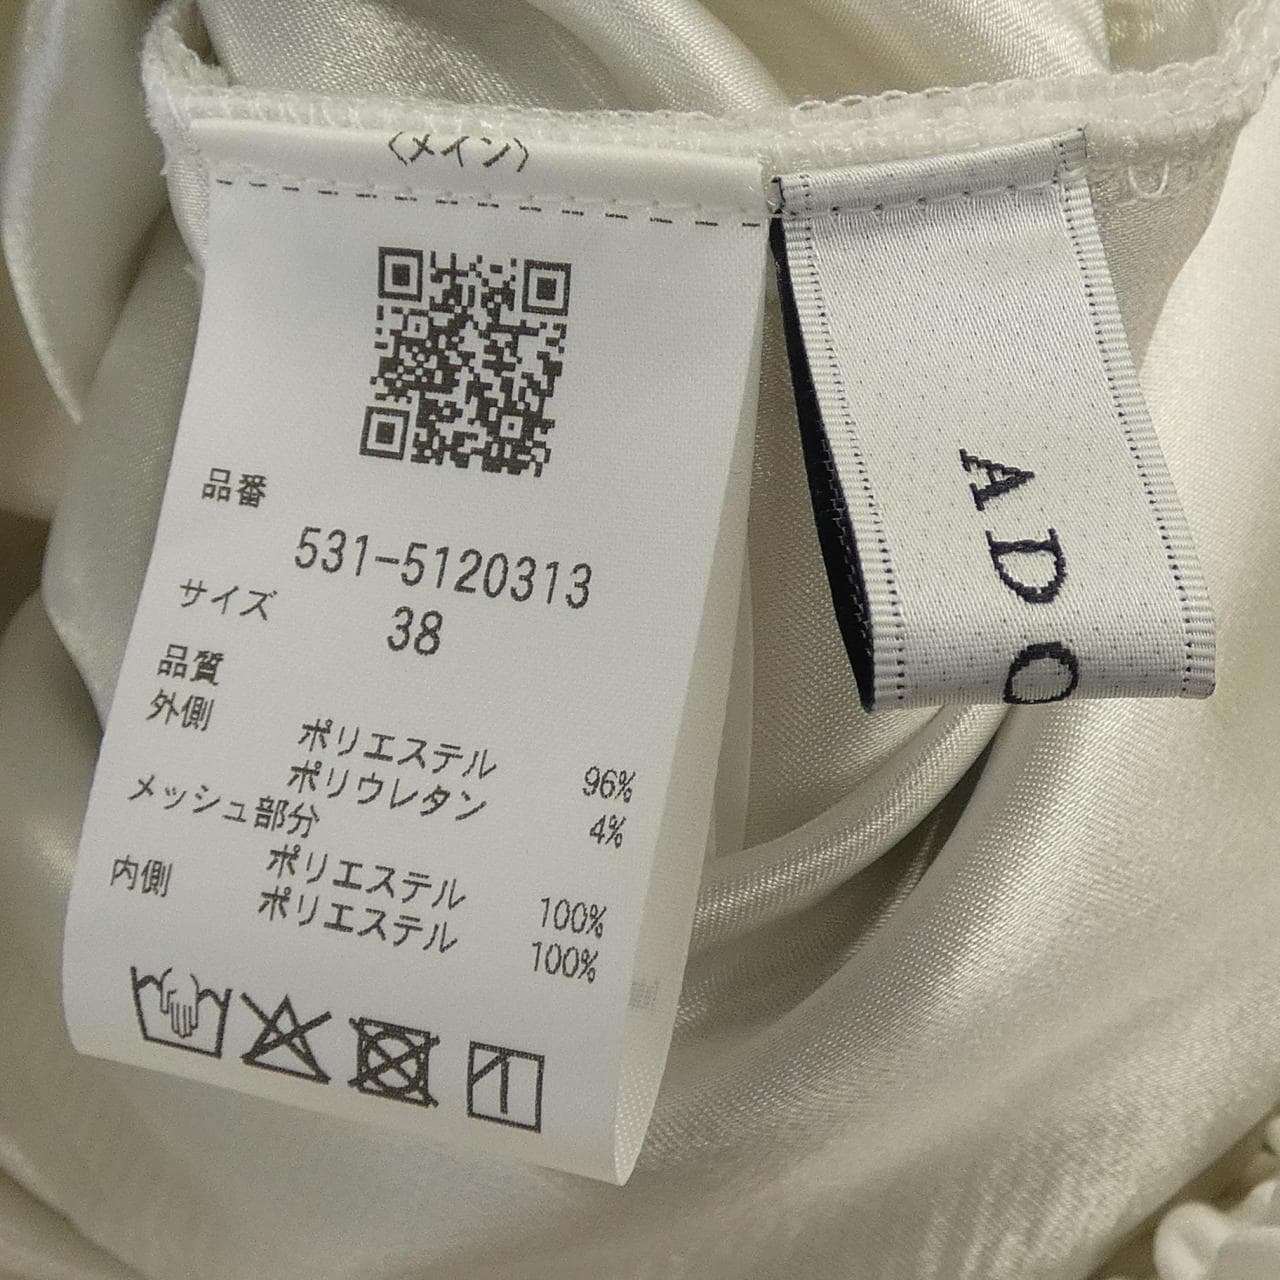 〈メイン〉
品番
531-5120313
サイズ 38
品質
外側
ポリエステル 96%
ポリウレタン 4%
メッシュ部分
ポリエステル 100%
内側 ポリエステル 100%
ADO